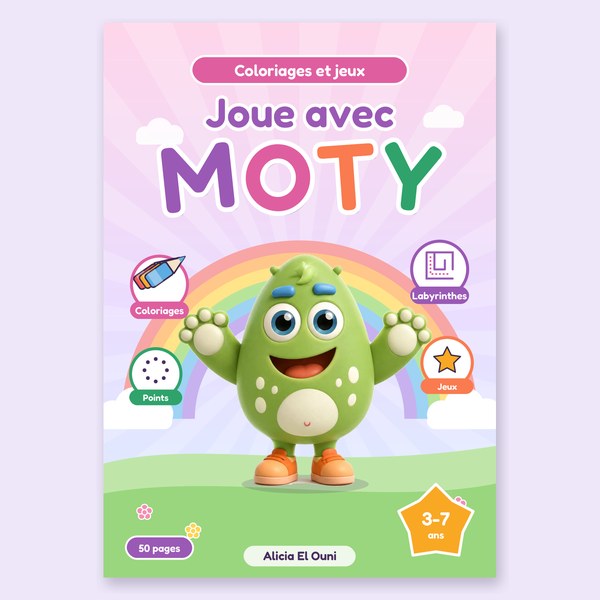 Coloriages et jeux
Joue avec
MOTY
Coloriages
Labyrinthes
Points
Jeux
3-7
ans
50 pages
Alicia El Ouni